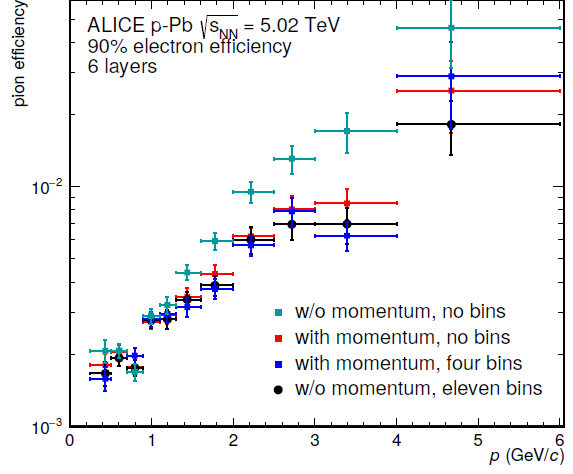 ALICE p-Pb √sNN = 5.02 TeV
90% electron efficiency
6 layers
pion efficiency
10⁻²
10⁻³
w/o momentum, no bins
with momentum, no bins
with momentum, four bins
w/o momentum, eleven bins
0 1 2 3 4 5 6
p (GeV/c)